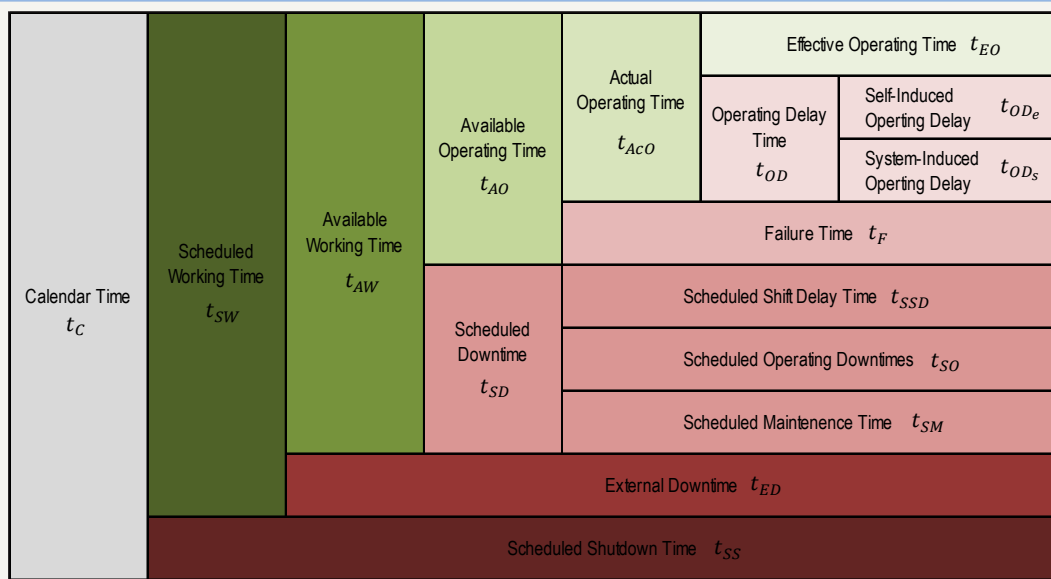 Calendar Time
t_C
Scheduled
Working Time
t_SW
Available
Working Time
t_AW
Available
Operating Time
t_AO
Actual
Operating Time
t_AcO
Effective Operating Time t_EO
Operating Delay
Time
t_OD
Self-Induced
Operting Delay t_ODe
System-Induced
Operting Delay t_ODs
Failure Time t_F
Scheduled
Downtime
t_SD
Scheduled Shift Delay Time t_SSD
Scheduled Operating Downtimes t_SO
Scheduled Maintenence Time t_SM
External Downtime t_ED
Scheduled Shutdown Time t_SS